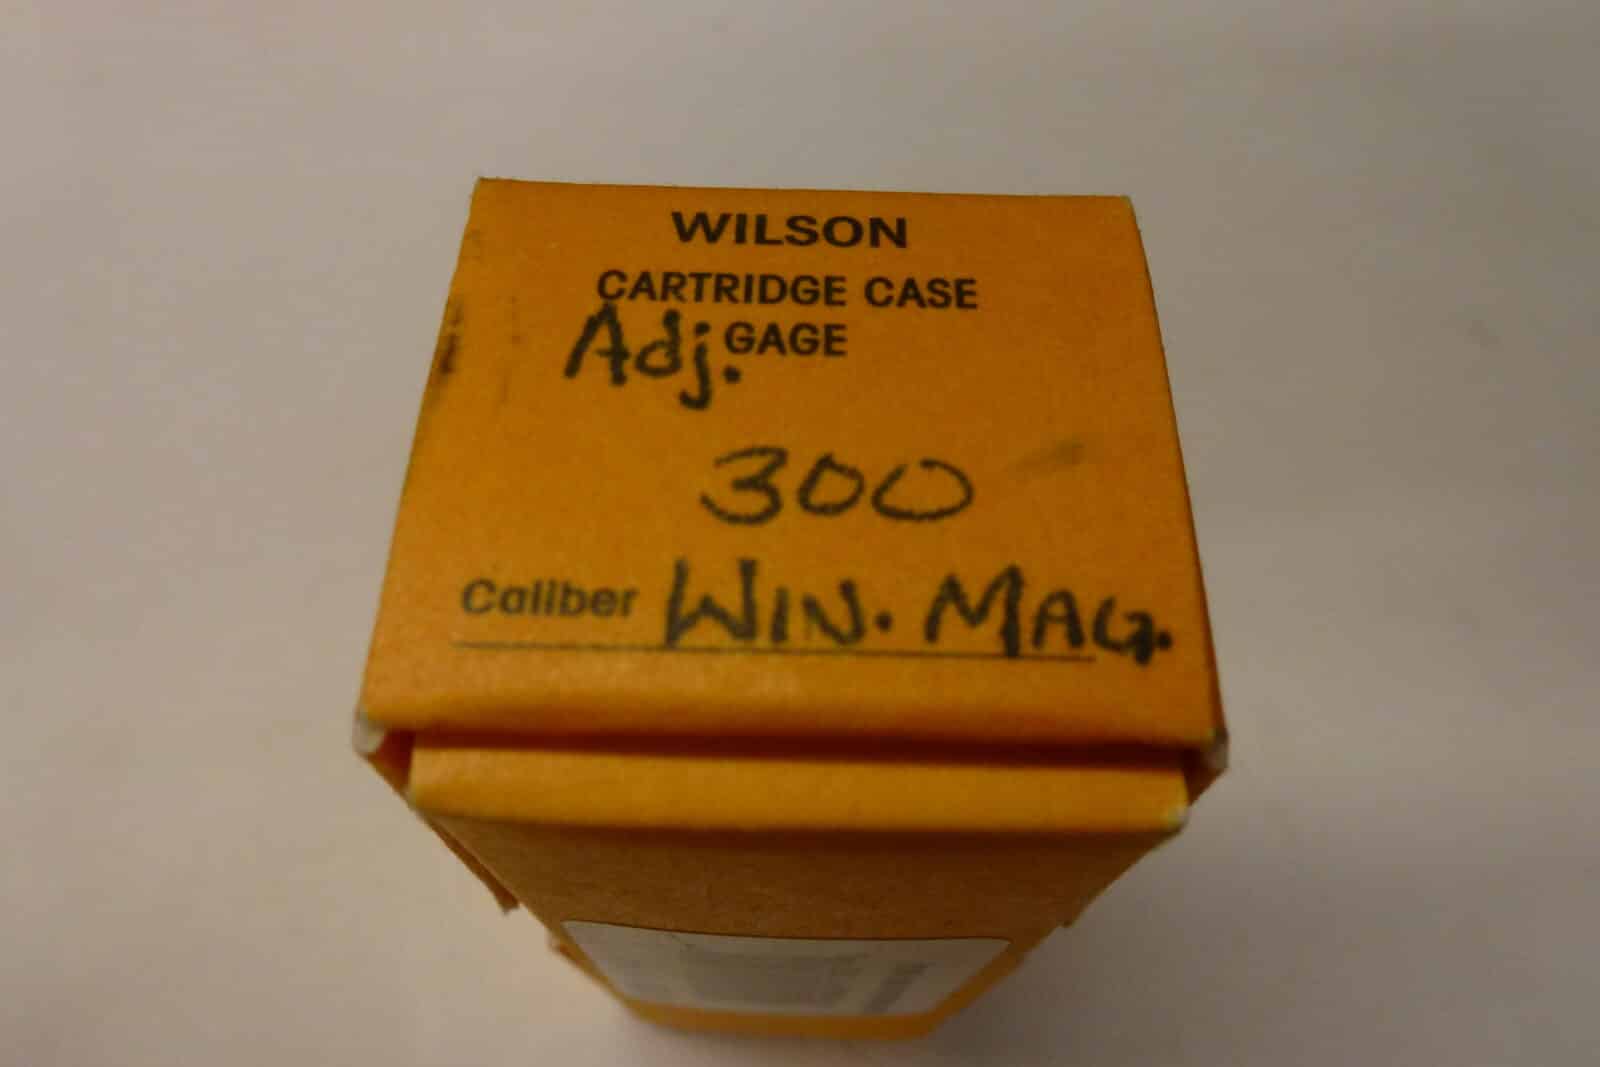 WILSON
CARTRIDGE CASE
Adj. GAGE
300
Caliber WIN. MAG.